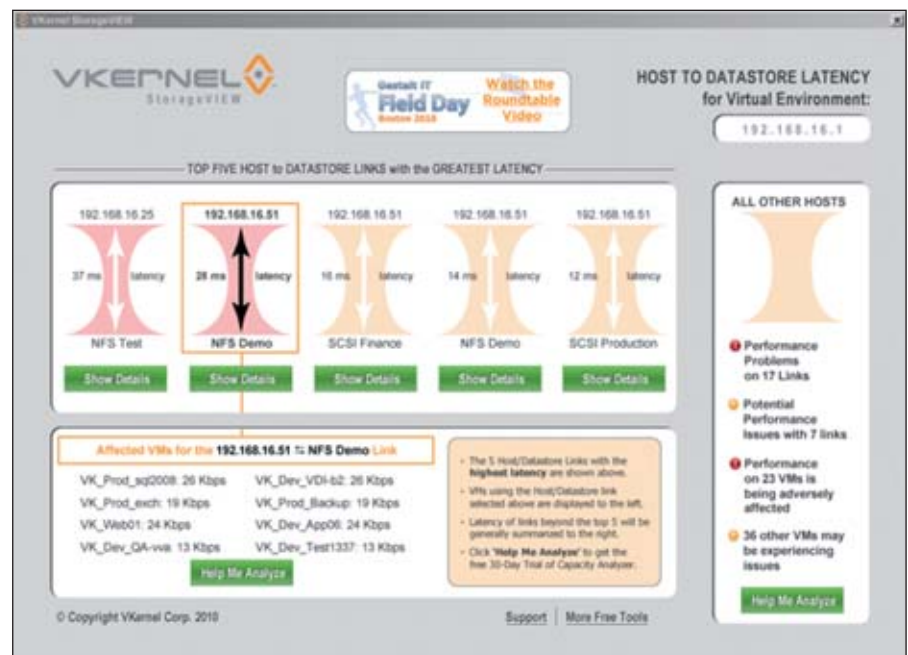 VKernel StorageVIEW
VKERNEL
StorageVIEW
Gestalt IT
Field Day
Boston 2010
Watch the
Roundtable
Video
HOST TO DATASTORE LATENCY
for Virtual Environment:
192.168.16.1
TOP FIVE HOST to DATASTORE LINKS with the GREATEST LATENCY
192.168.16.25
37 ms latency
NFS Test
Show Details
192.168.16.51
28 ms latency
NFS Demo
Show Details
192.168.16.51
16 ms latency
SCSI Finance
Show Details
192.168.16.51
14 ms latency
NFS Demo
Show Details
192.168.16.51
12 ms latency
SCSI Production
Show Details
Affected VMs for the 192.168.16.51 ⇆ NFS Demo Link
VK_Prod_sql2008: 26 Kbps
VK_Dev_VDI-b2: 26 Kbps
VK_Prod_exch: 19 Kbps
VK_Prod_Backup: 19 Kbps
VK_Web01: 24 Kbps
VK_Dev_App06: 24 Kbps
VK_Dev_QA-vva: 13 Kbps
VK_Dev_Test1337: 13 Kbps
Help Me Analyze
• The 5 Host/Datastore Links with the
highest latency are shown above.
• VMs using the Host/Datastore link
selected above are displayed to the left.
• Latency of links beyond the top 5 will be
generally summarized to the right.
• Click 'Help Me Analyze' to get the
free 30-Day Trial of Capacity Analyzer.
ALL OTHER HOSTS
Performance
Problems
on 17 Links
Potential
Performance
Issues with 7 links
Performance
on 23 VMs is
being adversely
affected
36 other VMs may
be experiencing
issues
Help Me Analyze
© Copyright VKernel Corp. 2010
Support | More Free Tools